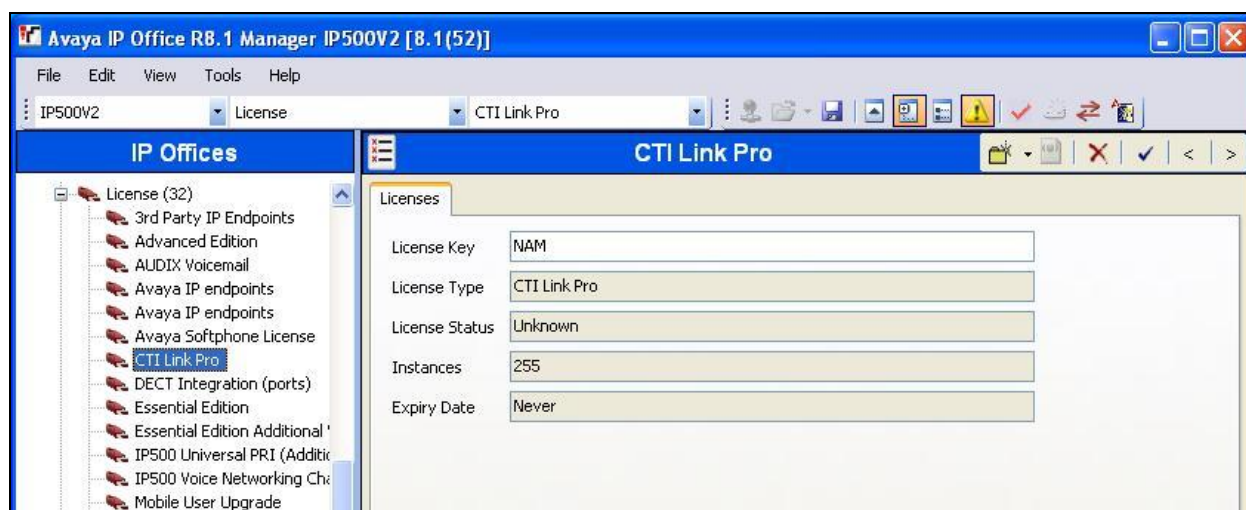 Avaya IP Office R8.1 Manager IP500V2 [8.1(52)]
File Edit View Tools Help
IP500V2 License CTI Link Pro
IP Offices
CTI Link Pro
License (32)
3rd Party IP Endpoints
Advanced Edition
AUDIX Voicemail
Avaya IP endpoints
Avaya IP endpoints
Avaya Softphone License
CTI Link Pro
DECT Integration (ports)
Essential Edition
Essential Edition Additional
IP500 Universal PRI (Additic
IP500 Voice Networking Cha
Mobile User Upgrade
Licenses
License Key NAM
License Type CTI Link Pro
License Status Unknown
Instances 255
Expiry Date Never